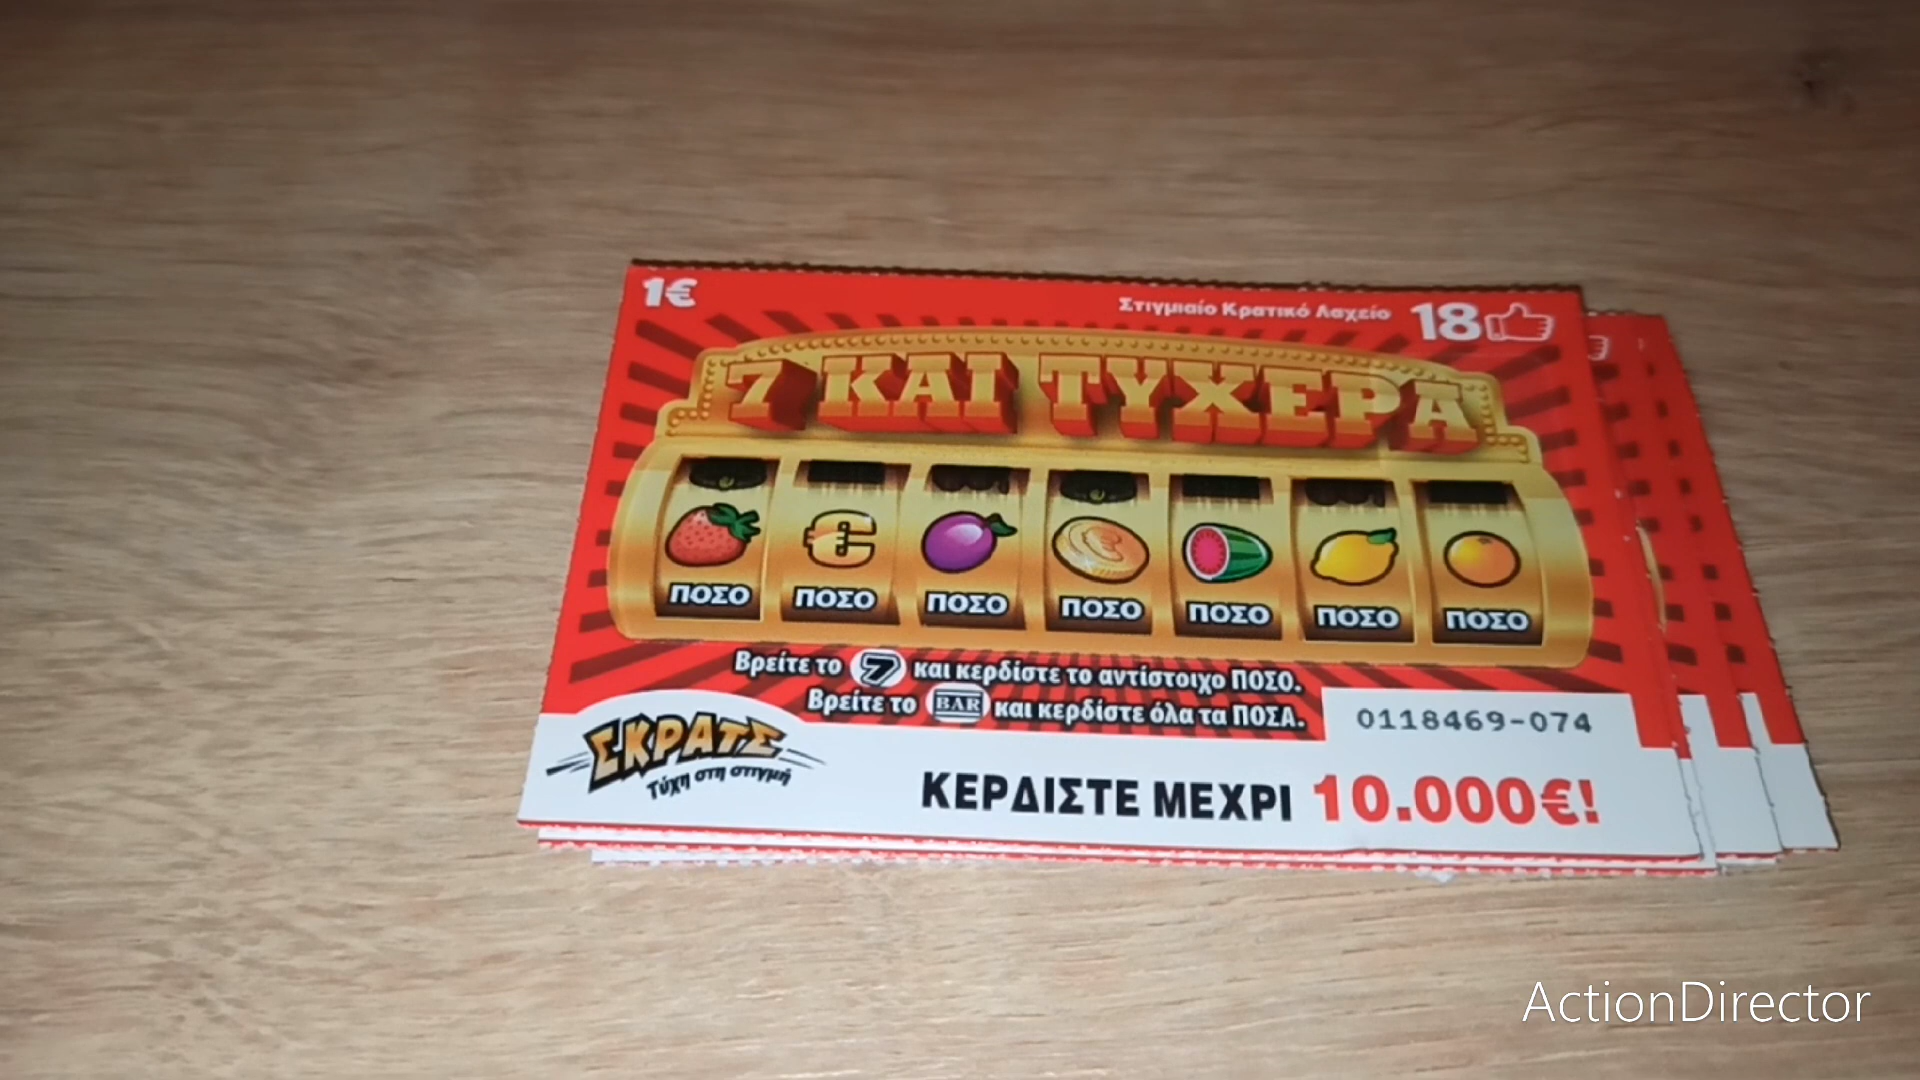 1€
Στιγμιαίο Κρατικό Λαχείο 18
7 ΚΑΙ ΤΥΧΕΡΑ
ΠΟΣΟ ΠΟΣΟ ΠΟΣΟ ΠΟΣΟ ΠΟΣΟ ΠΟΣΟ ΠΟΣΟ
Βρείτε το 7 και κερδίστε το αντίστοιχο ΠΟΣΟ.
Βρείτε το BAR και κερδίστε όλα τα ΠΟΣΑ.
0118469-074
ΣΚΡΑΤΣ
Τύχη στη στιγμή
ΚΕΡΔΙΣΤΕ ΜΕΧΡΙ 10.000€!
ActionDirector